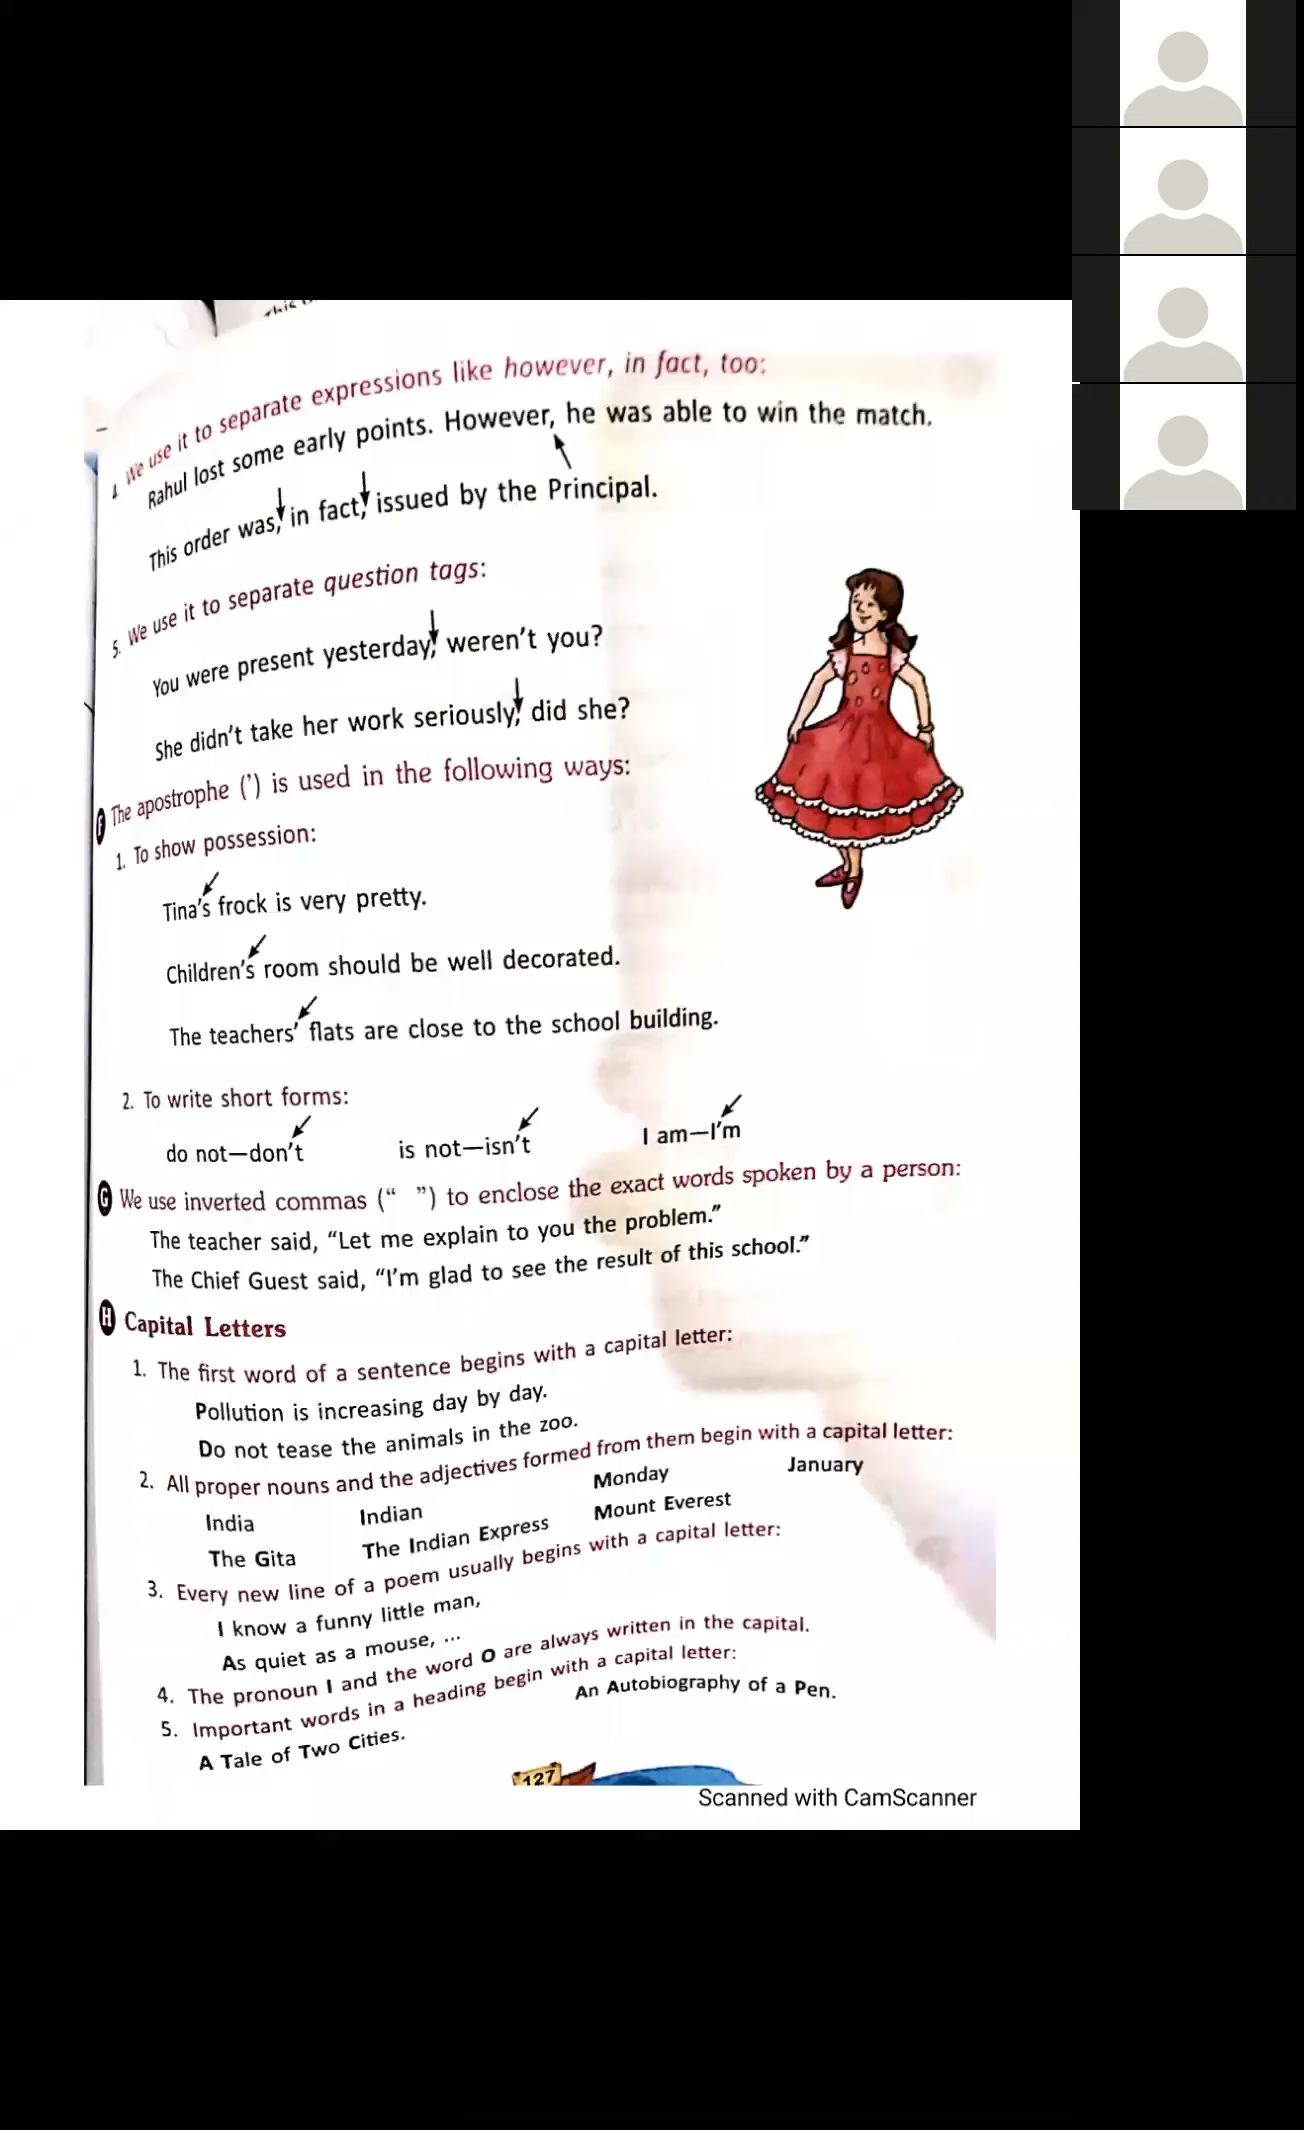 4. We use it to separate expressions like however, in fact, too:
Rahul lost some early points. However, he was able to win the match.
This order was, in fact, issued by the Principal.
5. We use it to separate question tags:
You were present yesterday, weren't you?
She didn't take her work seriously, did she?
F The apostrophe (’) is used in the following ways:
1. To show possession:
Tina's frock is very pretty.
Children's room should be well decorated.
The teachers' flats are close to the school building.
2. To write short forms:
do not—don't is not—isn't I am—I'm
G We use inverted commas (“ ”) to enclose the exact words spoken by a person:
The teacher said, “Let me explain to you the problem.”
The Chief Guest said, “I'm glad to see the result of this school.”
H Capital Letters
1. The first word of a sentence begins with a capital letter:
Pollution is increasing day by day.
Do not tease the animals in the zoo.
2. All proper nouns and the adjectives formed from them begin with a capital letter:
India Indian Monday January
The Gita The Indian Express Mount Everest
3. Every new line of a poem usually begins with a capital letter:
I know a funny little man,
As quiet as a mouse, ...
4. The pronoun I and the word O are always written in the capital.
5. Important words in a heading begin with a capital letter:
A Tale of Two Cities. An Autobiography of a Pen.
127
Scanned with CamScanner